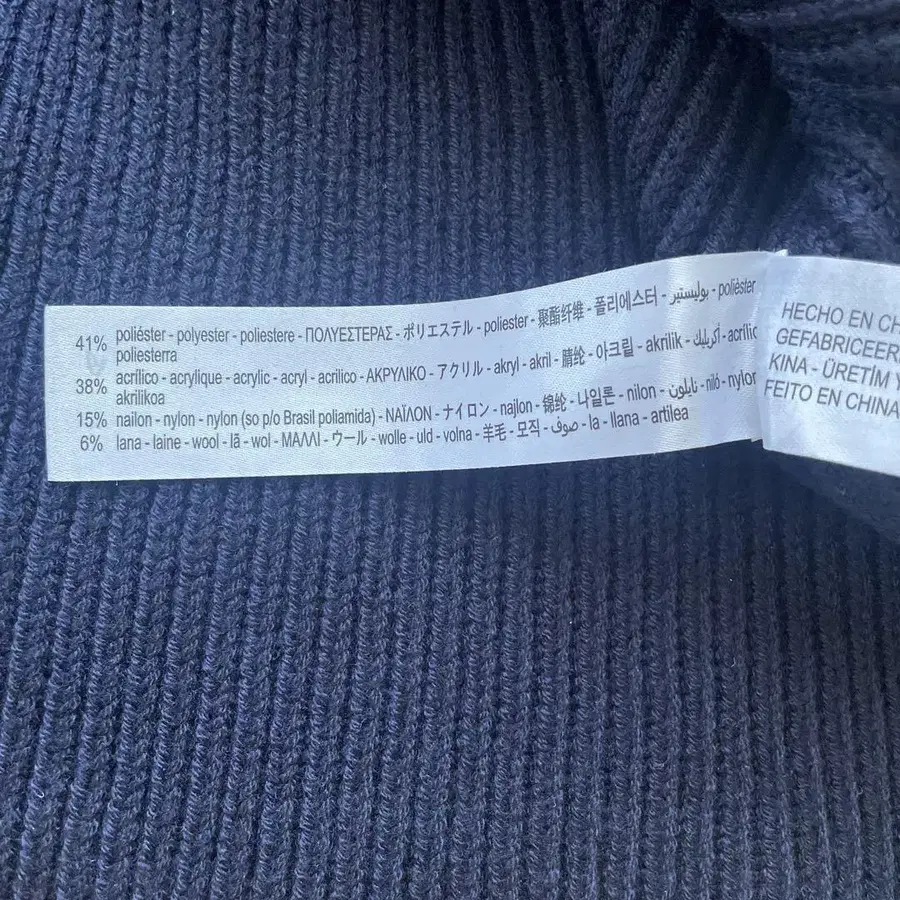 41% poliéster - polyester - poliestere - ΠΟΛΥΕΣΤΕΡΑΣ - ポリエステル - poliester - 聚酯纤维 - 폴리에스터 - بوليستير - poliéster
poliesterra
38% acrílico - acrylique - acrylic - acryl - acrilico - ΑΚΡΥΛΙΚΟ - アクリル - akryl - akril - 腈纶 - 아크릴 - akrilik - أكريليك - acrílic
akrilikoa
15% nailon - nylon - nylon (so p/o Brasil poliamida) - ΝΑΪΛΟΝ - ナイロン - najlon - 锦纶 - 나일론 - nilon - نايلون - niló - nylon
6% lana - laine - wool - lã - wol - ΜΑΛΛΙ - ウール - wolle - uld - volna - 羊毛 - 모직 - صوف - la - llana - artilea
HECHO EN CH
GEFABRICEER
KINA - ÜRETİM Y
FEITO EN CHINA